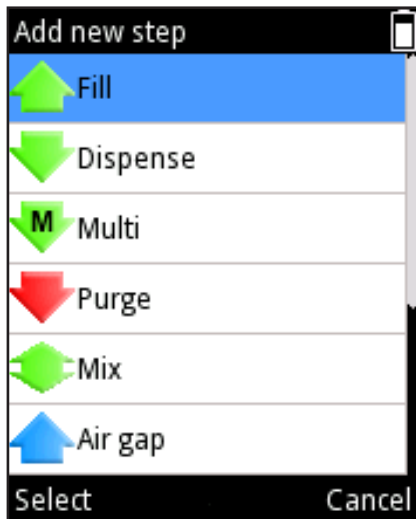 Add new step
Fill
Dispense
M Multi
Purge
Mix
Air gap
Select Cancel